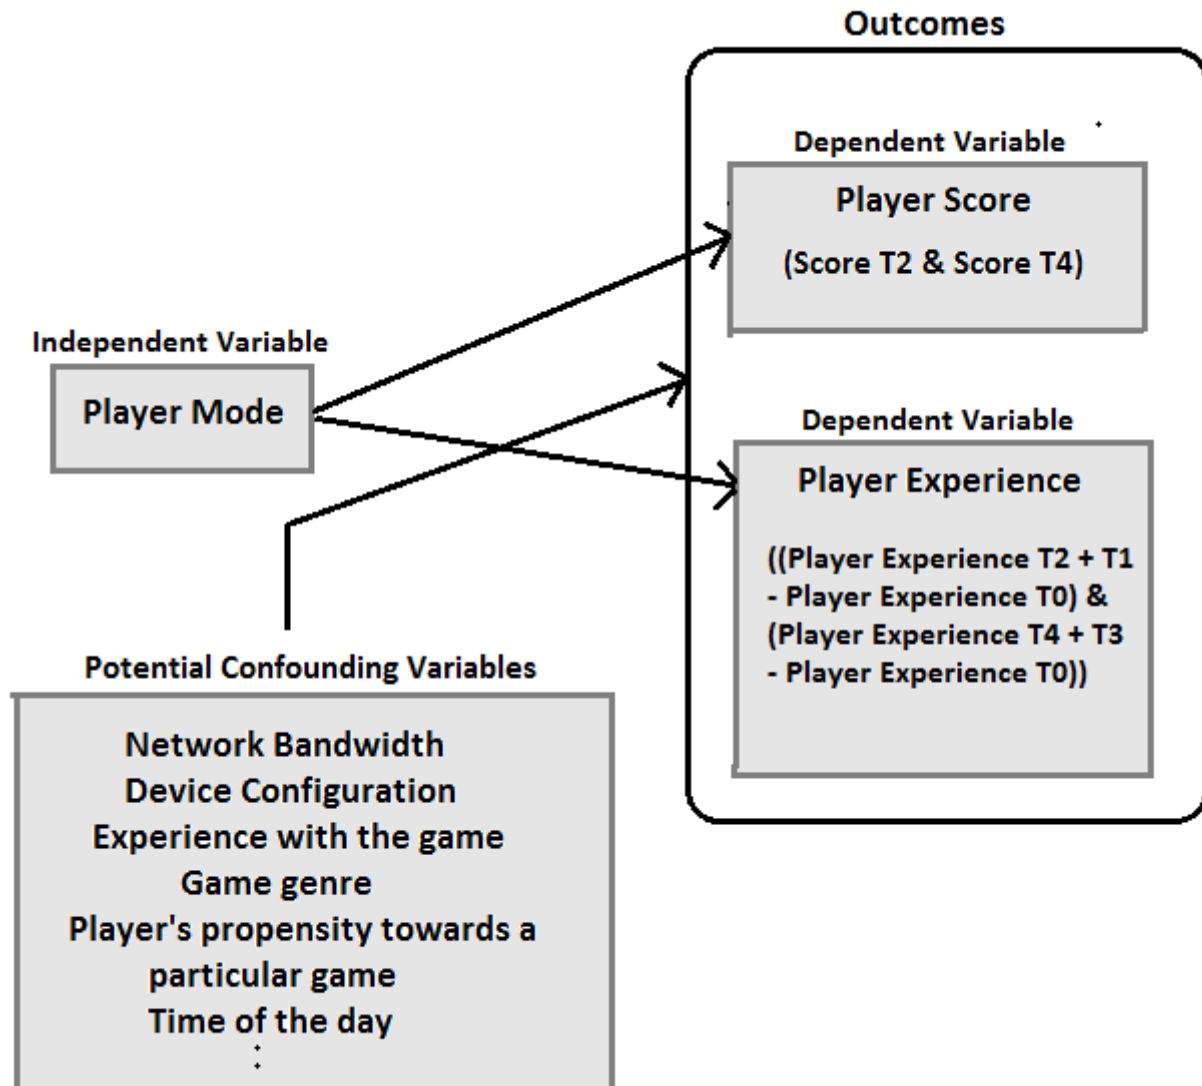 Outcomes
Dependent Variable
Player Score
(Score T2 & Score T4)
Independent Variable
Player Mode
Dependent Variable
Player Experience
((Player Experience T2 + T1
- Player Experience T0) &
(Player Experience T4 + T3
- Player Experience T0))
Potential Confounding Variables
Network Bandwidth
Device Configuration
Experience with the game
Game genre
Player's propensity towards a
particular game
Time of the day